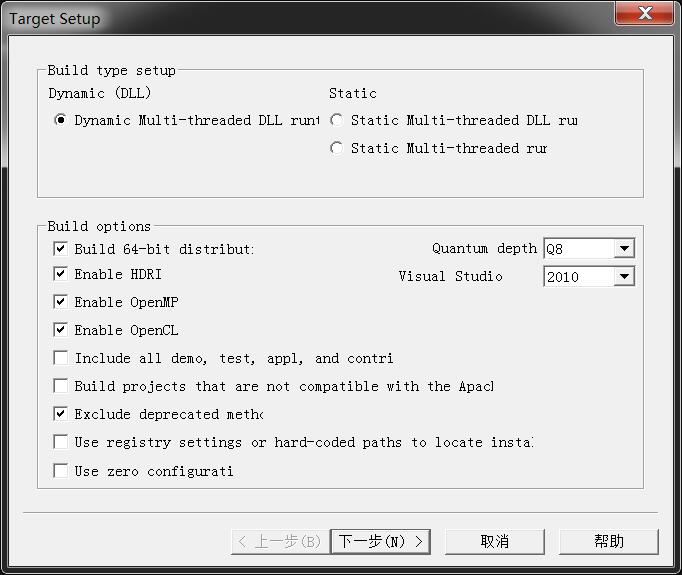 Target Setup
Build type setup
Dynamic (DLL)
Static
Dynamic Multi-threaded DLL runt
Static Multi-threaded DLL ru
Static Multi-threaded
Build options
Build 64-bit distribut
Quantum depth Q8
Enable HDRI
Visual Studio 2010
Enable OpenMP
Enable OpenCL
Include all demo, test, appl, and contri
Build projects that are not compatible with the Apac
Exclude deprecated meth
Use registry settings or hard-coded paths to locate insta
Use zero configurati
< 上一步(B)
下一步(N) >
取消
帮助